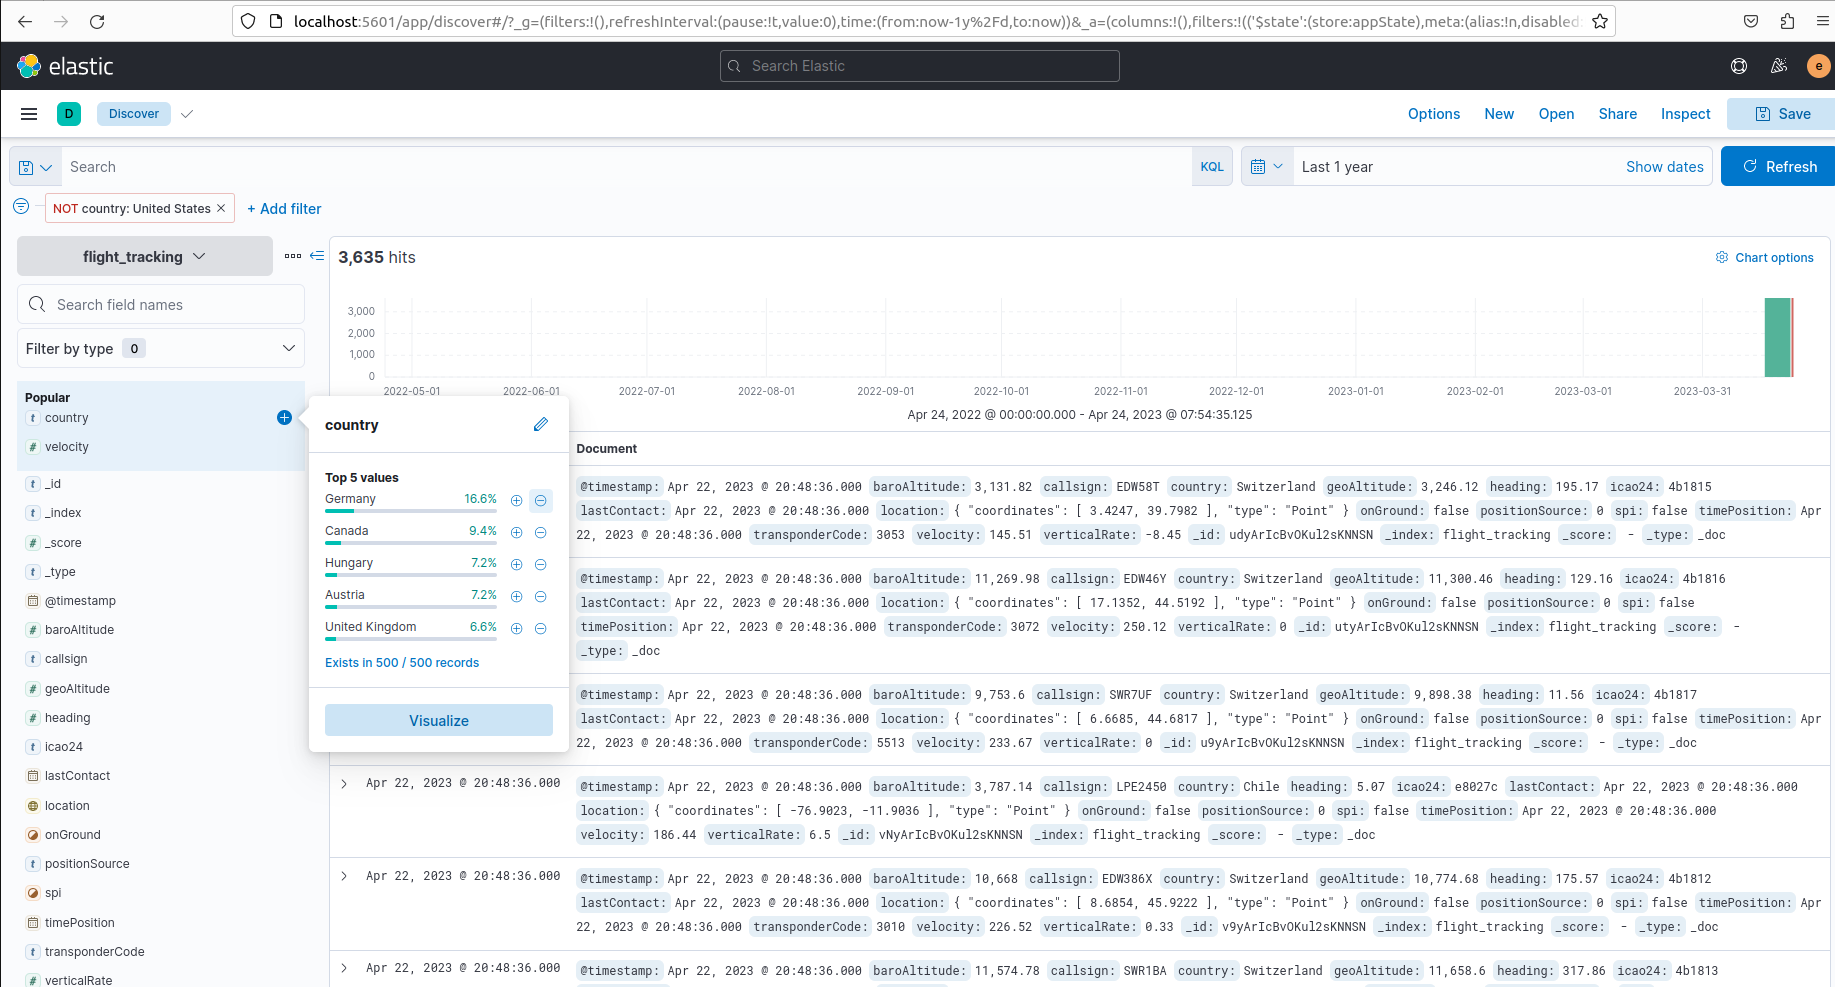 localhost:5601/app/discover#/?_g=(filters:!(),refreshInterval:(pause:!t,value:0),time:(from:now-1y%2Fd,to:now))&_a=(columns:!(),filters:!(('$state':(store:appState),meta:(alias:!n,disabled:
elastic
Search Elastic
e
D
Discover
Options
New
Open
Share
Inspect
Save
Search
KQL
Last 1 year
Show dates
Refresh
NOT country: United States
+ Add filter
flight_tracking
3,635 hits
Chart options
Search field names
Filter by type 0
3,000
2,000
1,000
0
2022-05-01 2022-06-01 2022-07-01 2022-08-01 2022-09-01 2022-10-01 2022-11-01 2022-12-01 2023-01-01 2023-02-01 2023-03-01 2023-03-31
Apr 24, 2022 @ 00:00:00.000 - Apr 24, 2023 @ 07:54:35.125
Popular
t country
# velocity
t _id
t _index
# _score
t _type
@timestamp
# baroAltitude
t callsign
# geoAltitude
# heading
t icao24
lastContact
location
onGround
t positionSource
spi
timePosition
t transponderCode
# verticalRate
country
Top 5 values
Germany 16.6%
Canada 9.4%
Hungary 7.2%
Austria 7.2%
United Kingdom 6.6%
Exists in 500 / 500 records
Visualize
Document
@timestamp: Apr 22, 2023 @ 20:48:36.000 baroAltitude: 3,131.82 callsign: EDW58T country: Switzerland geoAltitude: 3,246.12 heading: 195.17 icao24: 4b1815
lastContact: Apr 22, 2023 @ 20:48:36.000 location: { "coordinates": [ 3.4247, 39.7982 ], "type": "Point" } onGround: false positionSource: 0 spi: false timePosition: Apr
22, 2023 @ 20:48:36.000 transponderCode: 3053 velocity: 145.51 verticalRate: -8.45 _id: udyArIcBvOKul2sKNNSN _index: flight_tracking _score: - _type: _doc
@timestamp: Apr 22, 2023 @ 20:48:36.000 baroAltitude: 11,269.98 callsign: EDW46Y country: Switzerland geoAltitude: 11,300.46 heading: 129.16 icao24: 4b1816
lastContact: Apr 22, 2023 @ 20:48:36.000 location: { "coordinates": [ 17.1352, 44.5192 ], "type": "Point" } onGround: false positionSource: 0 spi: false
timePosition: Apr 22, 2023 @ 20:48:36.000 transponderCode: 3072 velocity: 250.12 verticalRate: 0 _id: utyArIcBvOKul2sKNNSN _index: flight_tracking _score: -
_type: _doc
@timestamp: Apr 22, 2023 @ 20:48:36.000 baroAltitude: 9,753.6 callsign: SWR7UF country: Switzerland geoAltitude: 9,898.38 heading: 11.56 icao24: 4b1817
lastContact: Apr 22, 2023 @ 20:48:36.000 location: { "coordinates": [ 6.6685, 44.6817 ], "type": "Point" } onGround: false positionSource: 0 spi: false timePosition: Apr
22, 2023 @ 20:48:36.000 transponderCode: 5513 velocity: 233.67 verticalRate: 0 _id: u9yArIcBvOKul2sKNNSN _index: flight_tracking _score: - _type: _doc
Apr 22, 2023 @ 20:48:36.000 @timestamp: Apr 22, 2023 @ 20:48:36.000 baroAltitude: 3,787.14 callsign: LPE2450 country: Chile heading: 5.07 icao24: e8027c lastContact: Apr 22, 2023 @ 20:48:36.000
location: { "coordinates": [ -76.9023, -11.9036 ], "type": "Point" } onGround: false positionSource: 0 spi: false timePosition: Apr 22, 2023 @ 20:48:36.000
velocity: 186.44 verticalRate: 6.5 _id: vNyArIcBvOKul2sKNNSN _index: flight_tracking _score: - _type: _doc
Apr 22, 2023 @ 20:48:36.000 @timestamp: Apr 22, 2023 @ 20:48:36.000 baroAltitude: 10,668 callsign: EDW386X country: Switzerland geoAltitude: 10,774.68 heading: 175.57 icao24: 4b1812
lastContact: Apr 22, 2023 @ 20:48:36.000 location: { "coordinates": [ 8.6854, 45.9222 ], "type": "Point" } onGround: false positionSource: 0 spi: false timePosition: Apr
22, 2023 @ 20:48:36.000 transponderCode: 3010 velocity: 226.52 verticalRate: 0.33 _id: v9yArIcBvOKul2sKNNSN _index: flight_tracking _score: - _type: _doc
Apr 22, 2023 @ 20:48:36.000 @timestamp: Apr 22, 2023 @ 20:48:36.000 baroAltitude: 11,574.78 callsign: SWR1BA country: Switzerland geoAltitude: 11,658.6 heading: 317.86 icao24: 4b1813